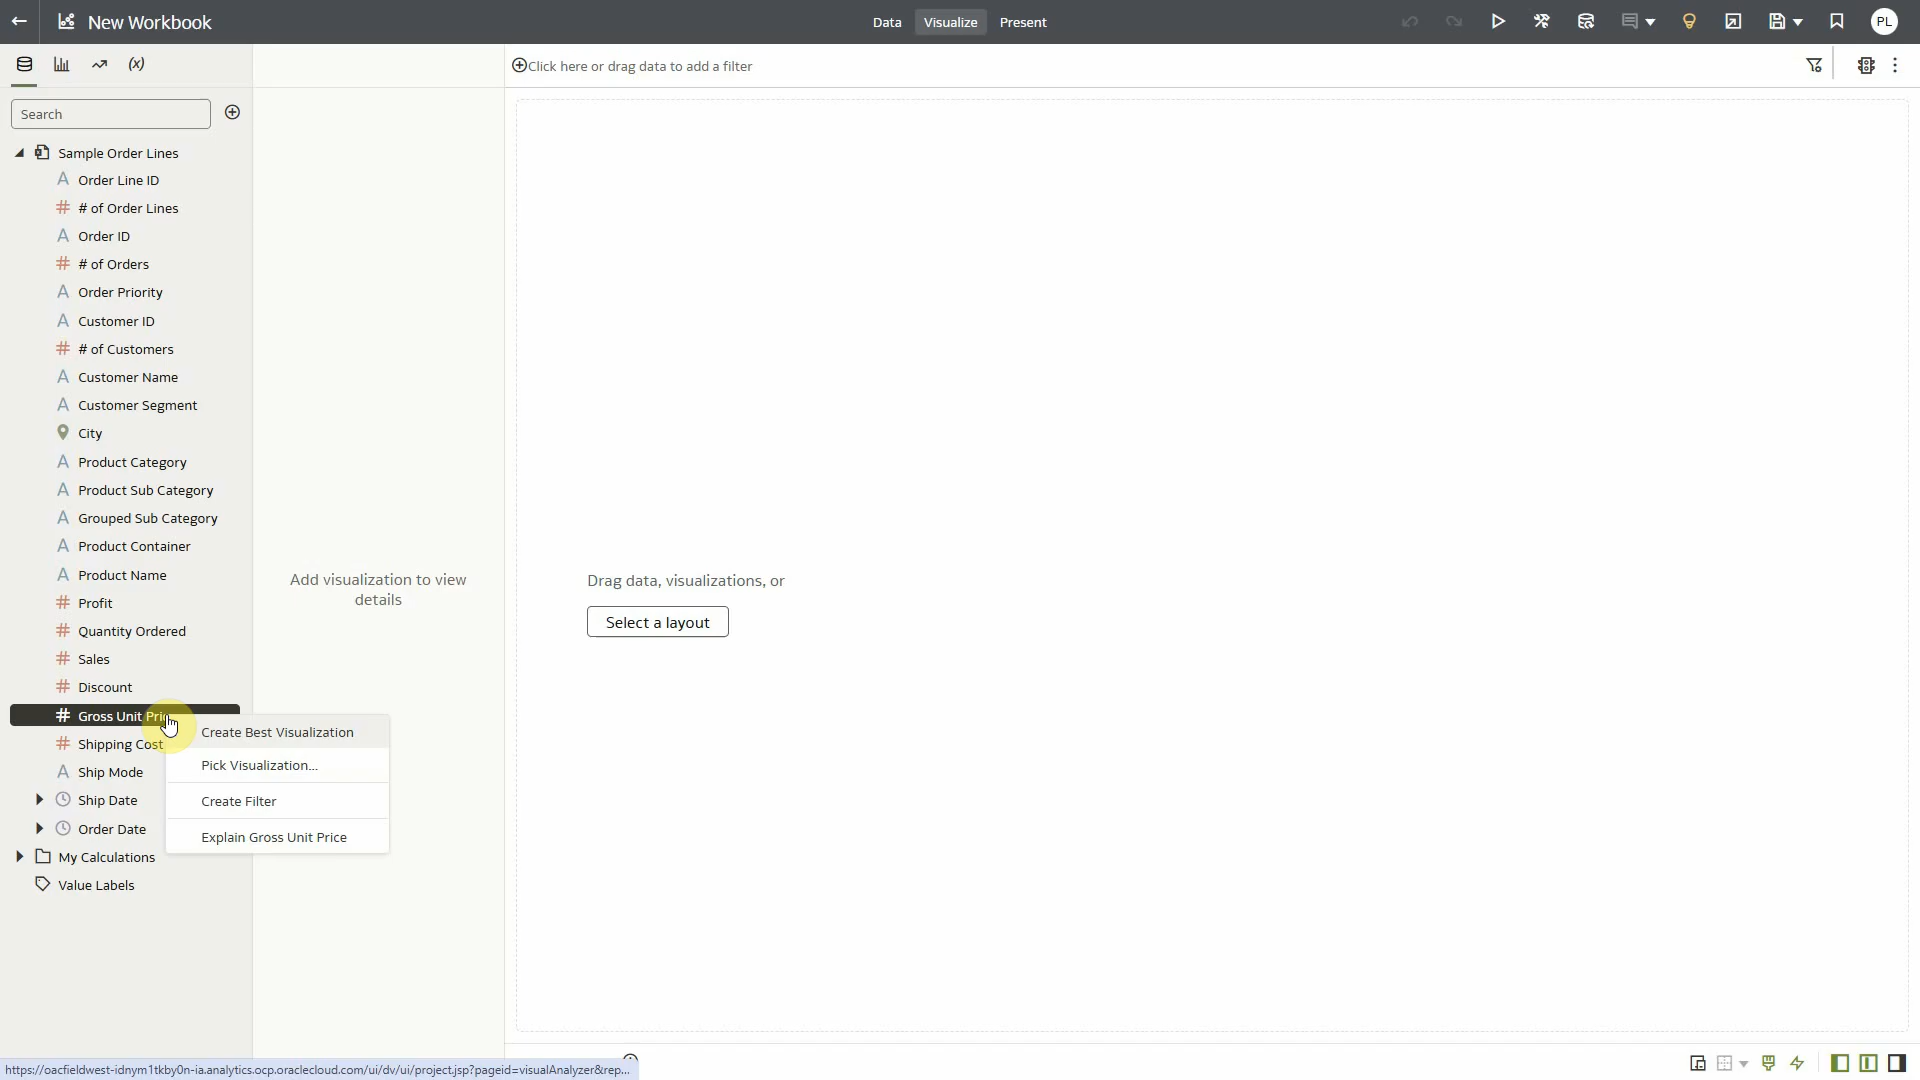 New Workbook
Data
Visualize
Present
PL
(x)
Click here or drag data to add a filter
Search
Sample Order Lines
A Order Line ID
# # of Order Lines
A Order ID
# # of Orders
A Order Priority
A Customer ID
# # of Customers
A Customer Name
A Customer Segment
City
A Product Category
A Product Sub Category
A Grouped Sub Category
A Product Container
A Product Name
# Profit
# Quantity Ordered
# Sales
# Discount
# Gross Unit
# Shipping Cost
A Ship Mode
Ship Date
Order Date
My Calculations
Value Labels
Create Best Visualization
Pick Visualization...
Create Filter
Explain Gross Unit Price
Add visualization to view
details
Drag data, visualizations, or
Select a layout
https://oacfieldwest-idnym1tkby0n-ia.analytics.ocp.oraclecloud.com/ui/dv/ui/project.jsp?pageid=visualAnalyzer&rep...